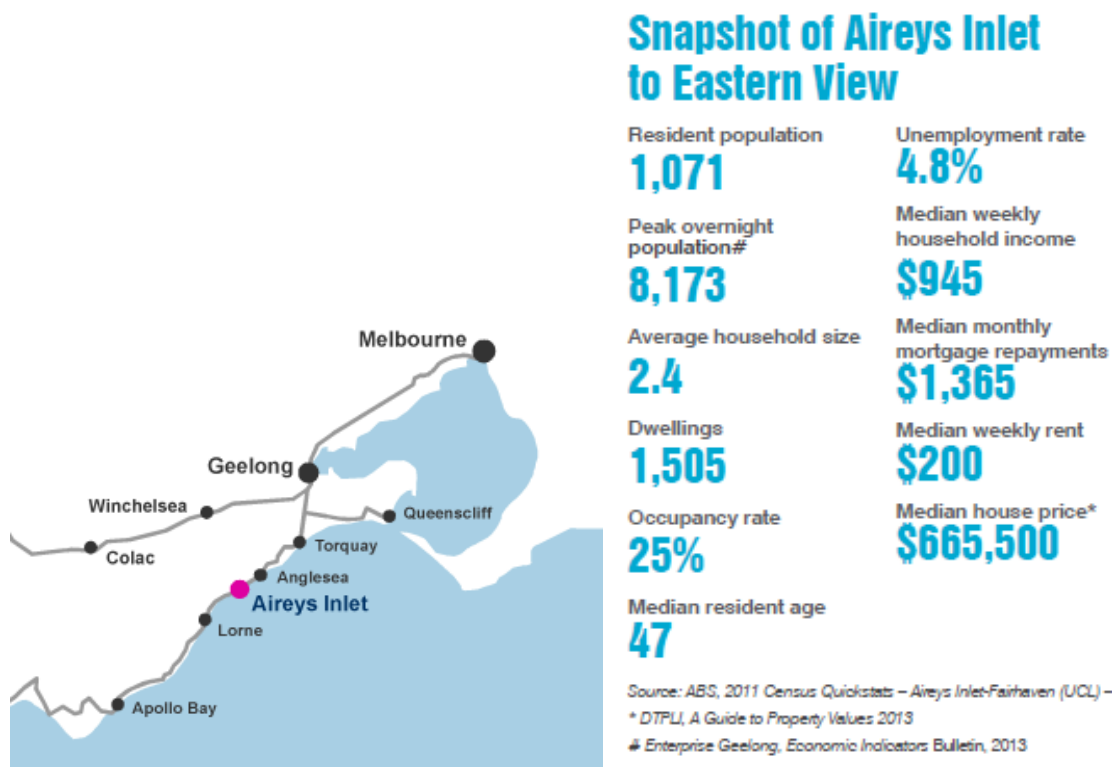 Snapshot of Aireys Inlet
to Eastern View
Resident population
1,071
Peak overnight
population#
8,173
Average household size
2.4
Dwellings
1,505
Occupancy rate
25%
Median resident age
47
Unemployment rate
4.8%
Median weekly
household income
$945
Median monthly
mortgage repayments
$1,365
Median weekly rent
$200
Median house price*
$665,500
Source: ABS, 2011 Census Quickstats – Aireys Inlet-Fairhaven (UCL) –
* DTPLI, A Guide to Property Values 2013
# Enterprise Geelong, Economic Indicators Bulletin, 2013
Melbourne
Geelong
Winchelsea
Queenscliff
Colac
Torquay
Anglesea
Aireys Inlet
Lorne
Apollo Bay